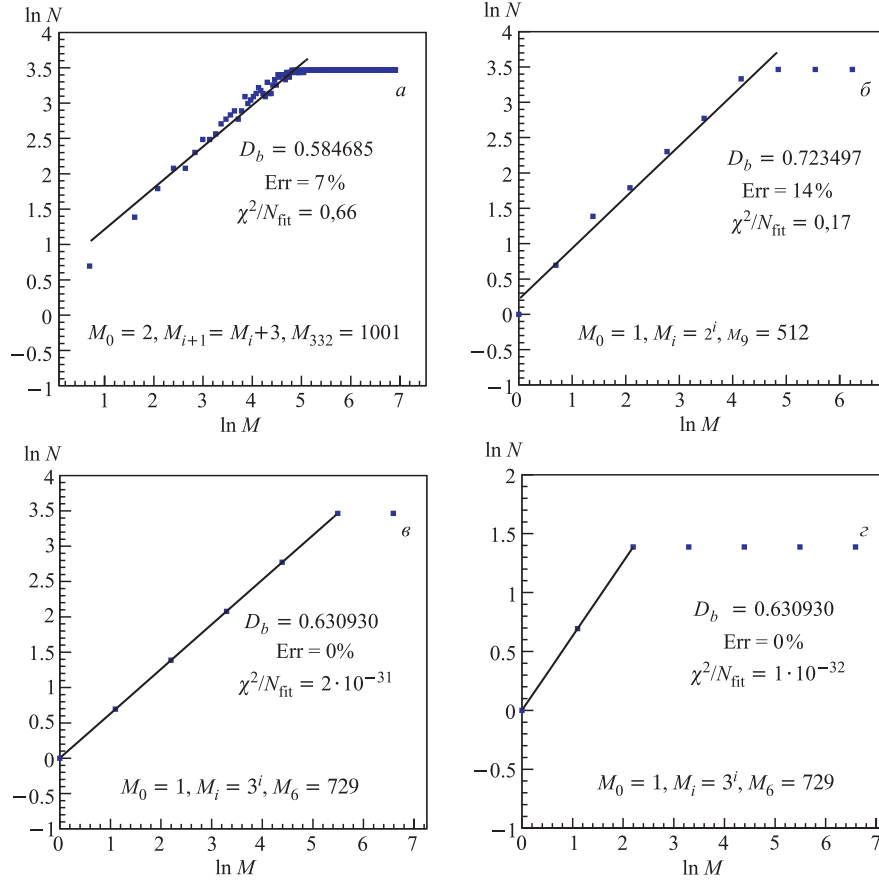 ln N
4.0
3.5
3.0
2.5
2.0
1.5
1
0.5
0
−0.5
−1
а
D_b = 0.584685
Err = 7%
χ²/N_fit = 0,66
M_0 = 2, M_{i+1} = M_i+3, M_332 = 1001
1 2 3 4 5 6 7
ln M
ln N
4.0
3.5
3.0
2.5
2.0
1.5
1
0.5
0
−0.5
−1
б
D_b = 0.723497
Err = 14%
χ²/N_fit = 0,17
M_0 = 1, M_i = 2^i, M_9 = 512
0 1 2 3 4 5 6
ln M
ln N
4
3.5
3
2.5
2
1.5
1
0.5
0
−0.5
−1
в
D_b = 0.630930
Err = 0%
χ²/N_fit = 2·10^{−31}
M_0 = 1, M_i = 3^i, M_6 = 729
0 1 2 3 4 5 6 7
ln M
ln N
2
1.5
1
0.5
0
−0.5
−1
г
D_b = 0.630930
Err = 0%
χ²/N_fit = 1·10^{−32}
M_0 = 1, M_i = 3^i, M_6 = 729
0 1 2 3 4 5 6 7
ln M